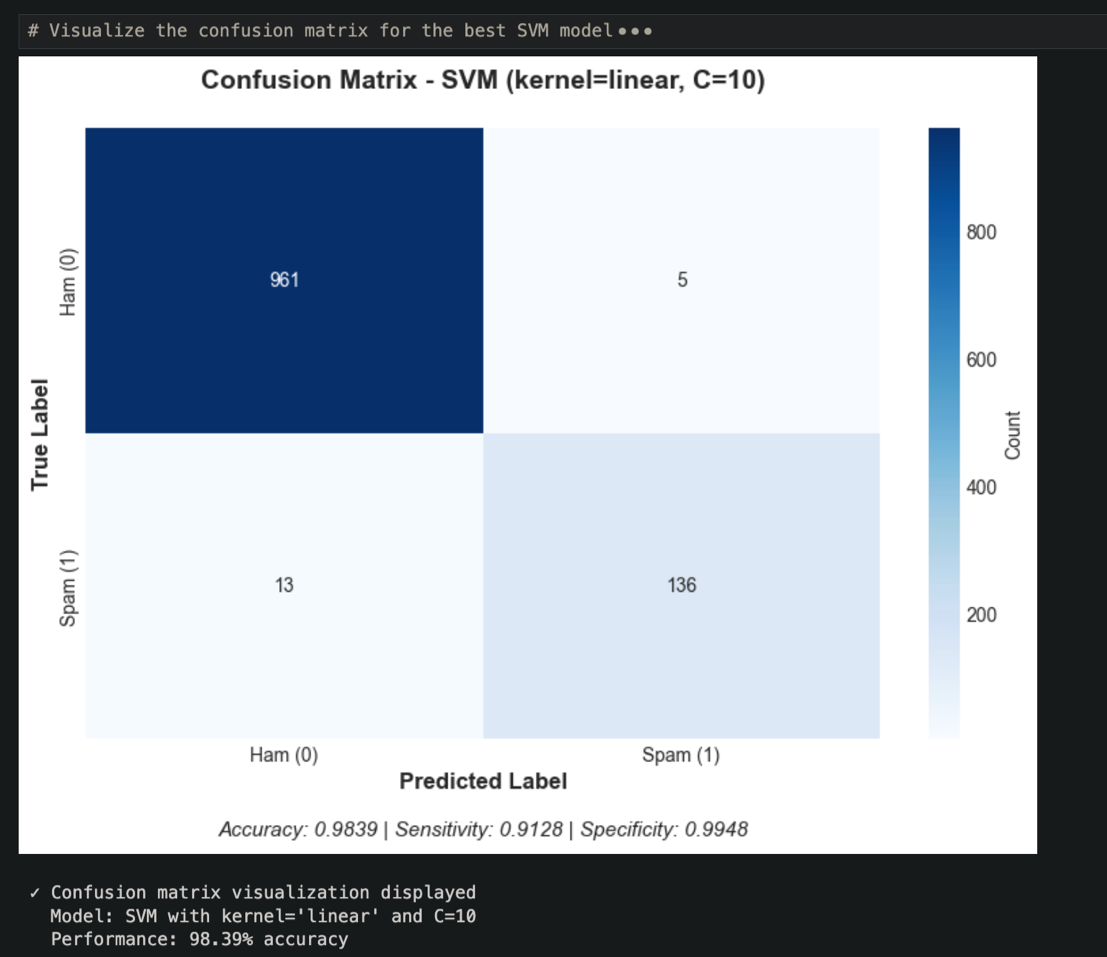 # Visualize the confusion matrix for the best SVM model•••
Confusion Matrix - SVM (kernel=linear, C=10)
961
5
13
136
Ham (0)
Spam (1)
True Label
Ham (0)
Spam (1)
Predicted Label
800
600
400
200
Count
Accuracy: 0.9839 | Sensitivity: 0.9128 | Specificity: 0.9948
✓ Confusion matrix visualization displayed
Model: SVM with kernel='linear' and C=10
Performance: 98.39% accuracy